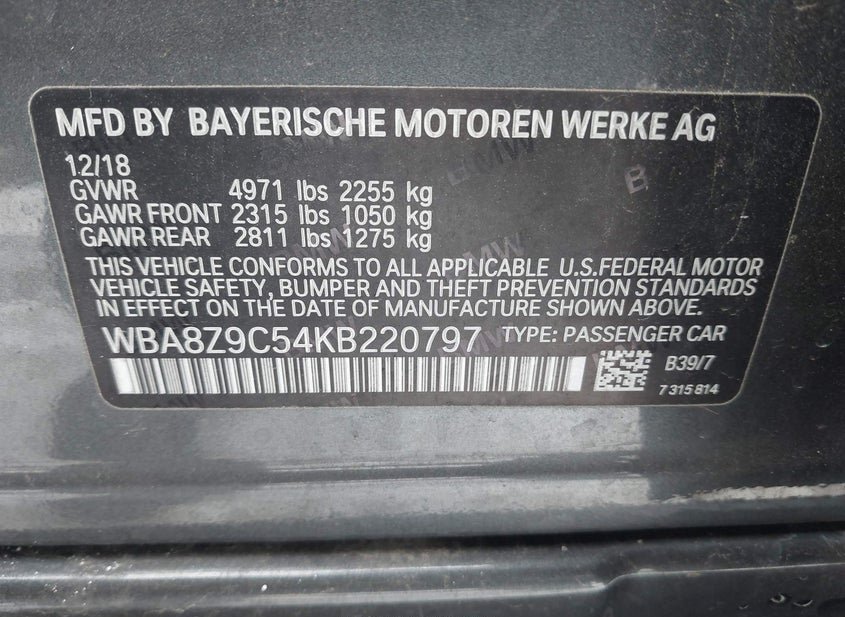 MFD BY BAYERISCHE MOTOREN WERKE AG
12/18
GVWR 4971 lbs 2255 kg
GAWR FRONT 2315 lbs 1050 kg
GAWR REAR 2811 lbs 1275 kg
THIS VEHICLE CONFORMS TO ALL APPLICABLE U.S.FEDERAL MOTOR
VEHICLE SAFETY, BUMPER AND THEFT PREVENTION STANDARDS
IN EFFECT ON THE DATE OF MANUFACTURE SHOWN ABOVE.
WBA8Z9C54KB220797 TYPE: PASSENGER CAR
B39/7
7 315 814